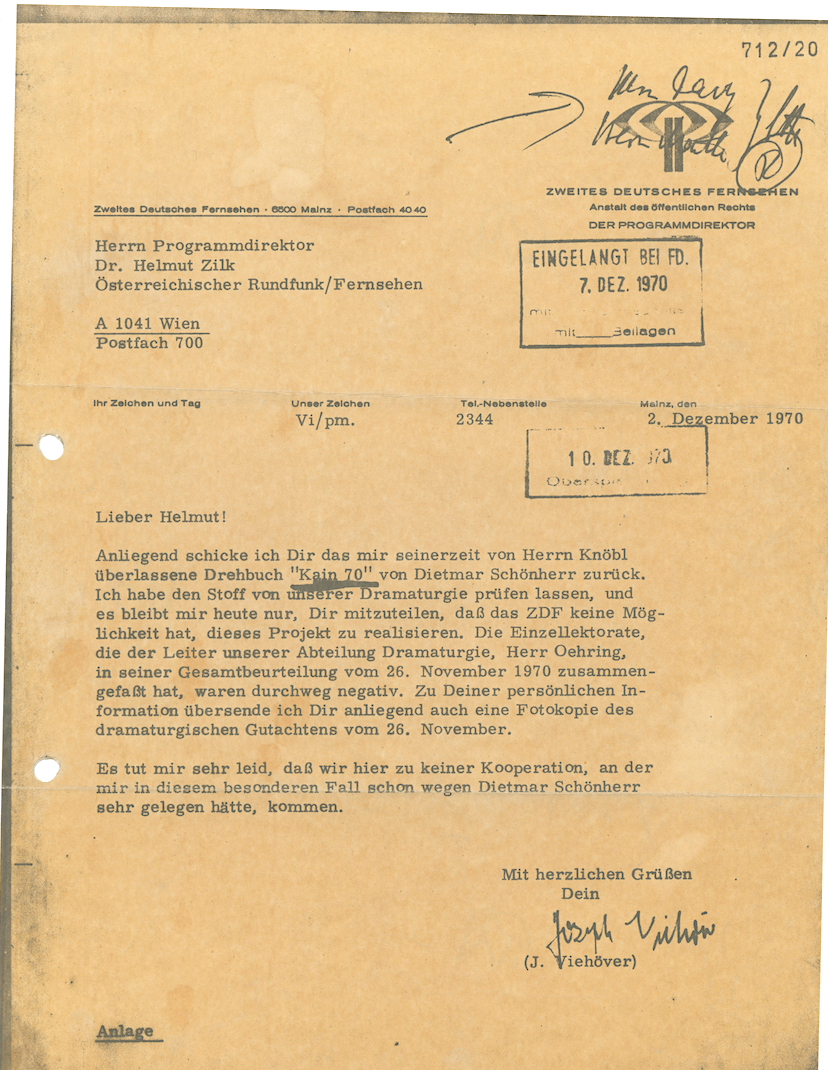 712/20
ZWEITES DEUTSCHES FERNSEHEN
Anstalt des öffentlichen Rechts
DER PROGRAMMDIREKTOR
Zweites Deutsches Fernsehen · 6500 Mainz · Postfach 40 40
Herrn Programmdirektor
Dr. Helmut Zilk
Österreichischer Rundfunk/Fernsehen
A 1041 Wien
Postfach 700
EINGELANGT BEI FD.
7. DEZ. 1970
mit
mit Beilagen
Ihr Zeichen und Tag Unser Zeichen Tel.-Nebenstelle Mainz, den
Vi/pm. 2344 2. Dezember 1970
10. DEZ.
Lieber Helmut!
Anliegend schicke ich Dir das mir seinerzeit von Herrn Knöbl
überlassene Drehbuch "Kain 70" von Dietmar Schönherr zurück.
Ich habe den Stoff von unserer Dramaturgie prüfen lassen, und
es bleibt mir heute nur, Dir mitzuteilen, daß das ZDF keine Mög-
lichkeit hat, dieses Projekt zu realisieren. Die Einzellektorate,
die der Leiter unserer Abteilung Dramaturgie, Herr Oehring,
in seiner Gesamtbeurteilung vom 26. November 1970 zusammen-
gefaßt hat, waren durchweg negativ. Zu Deiner persönlichen In-
formation übersende ich Dir anliegend auch eine Fotokopie des
dramaturgischen Gutachtens vom 26. November.
Es tut mir sehr leid, daß wir hier zu keiner Kooperation, an der
mir in diesem besonderen Fall schon wegen Dietmar Schönherr
sehr gelegen hätte, kommen.
Mit herzlichen Grüßen
Dein
Joseph Viehöver
(J. Viehöver)
Anlage